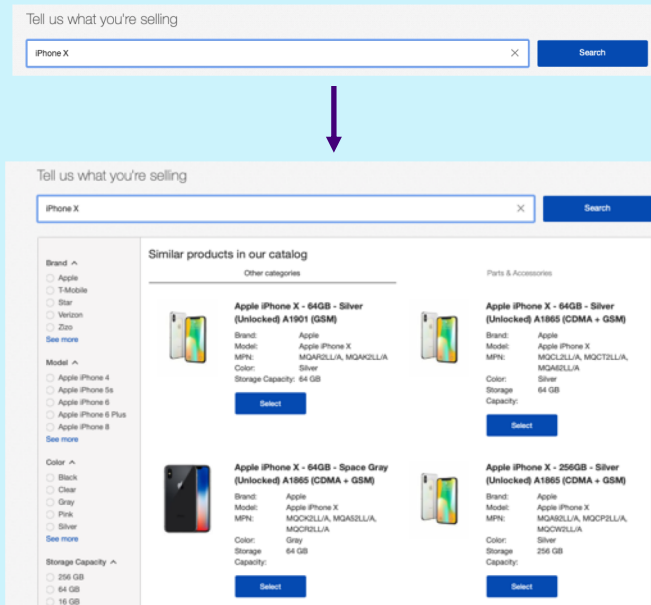 Tell us what you're selling
iPhone X
Search
Tell us what you're selling
iPhone X
Search
Brand
Apple
T-Mobile
Star
Verizon
Zizo
See more
Model
Apple iPhone 4
Apple iPhone 5s
Apple iPhone 6
Apple iPhone 6 Plus
Apple iPhone 8
See more
Color
Black
Clear
Gray
Pink
Silver
See more
Storage Capacity
256 GB
64 GB
16 GB
Similar products in our catalog
Other categories
Parts & Accessories
Apple iPhone X - 64GB - Silver
(Unlocked) A1901 (GSM)
Brand: Apple
Model: Apple iPhone X
MPN: MQAR2LL/A, MQAK2LL/A
Color: Silver
Storage Capacity: 64 GB
Select
Apple iPhone X - 64GB - Silver
(Unlocked) A1865 (CDMA + GSM)
Brand: Apple
Model: Apple iPhone X
MPN: MQCL2LL/A, MQCT2LL/A,
MQA62LL/A
Color: Silver
Storage 64 GB
Capacity:
Select
Apple iPhone X - 64GB - Space Gray
(Unlocked) A1865 (CDMA + GSM)
Brand: Apple
Model: Apple iPhone X
MPN: MQCK2LL/A, MQA52LL/A,
MQCR2LL/A
Color: Gray
Storage 64 GB
Capacity:
Select
Apple iPhone X - 256GB - Silver
(Unlocked) A1865 (CDMA + GSM)
Brand: Apple
Model: Apple iPhone X
MPN: MQA92LL/A, MQCP2LL/A,
MQCW2LL/A
Color: Silver
Storage 256 GB
Capacity:
Select